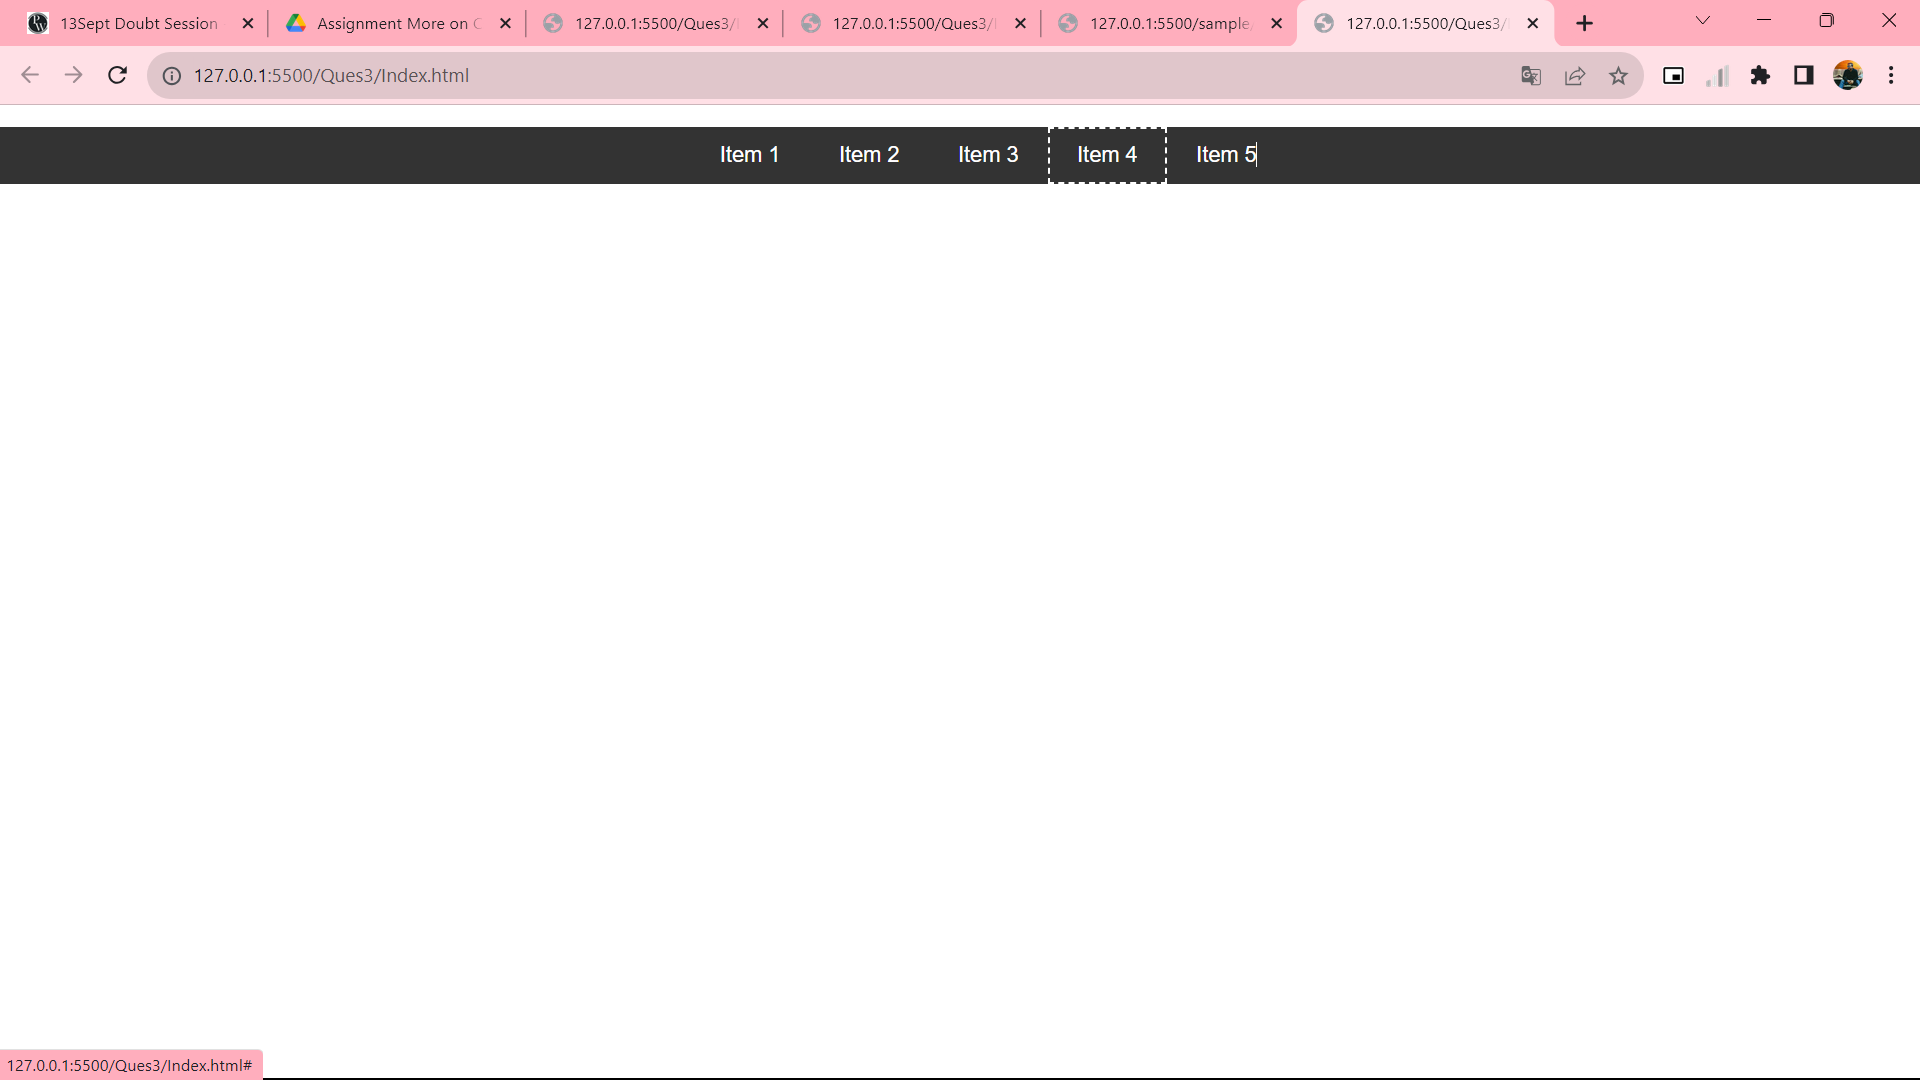 13Sept Doubt Session
Assignment More on C
127.0.0.1:5500/Ques3/
127.0.0.1:5500/Ques3/
127.0.0.1:5500/sample
127.0.0.1:5500/Ques3/
127.0.0.1:5500/Ques3/Index.html
Item 1 Item 2 Item 3 Item 4 Item 5
127.0.0.1:5500/Ques3/Index.html#